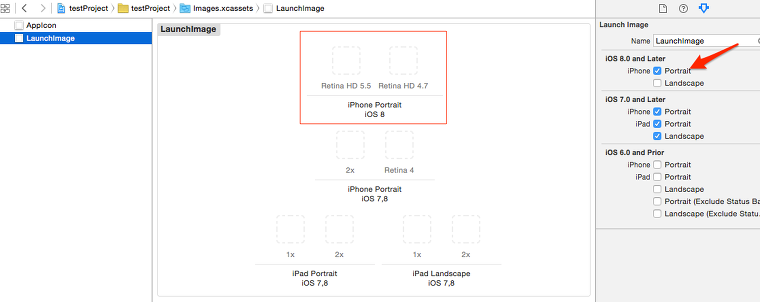 testProject
testProject
Images.xcassets
LaunchImage
AppIcon
LaunchImage
LaunchImage
Retina HD 5.5 Retina HD 4.7
iPhone Portrait
iOS 8
2x Retina 4
iPhone Portrait
iOS 7,8
1x 2x 1x 2x
iPad Portrait iPad Landscape
iOS 7,8 iOS 7,8
Launch Image
Name LaunchImage
iOS 8.0 and Later
iPhone Portrait
Landscape
iOS 7.0 and Later
iPhone Portrait
iPad Portrait
Landscape
iOS 6.0 and Prior
iPhone Portrait
iPad Portrait
Landscape
Portrait (Exclude Status Ba
Landscape (Exclude Statu...